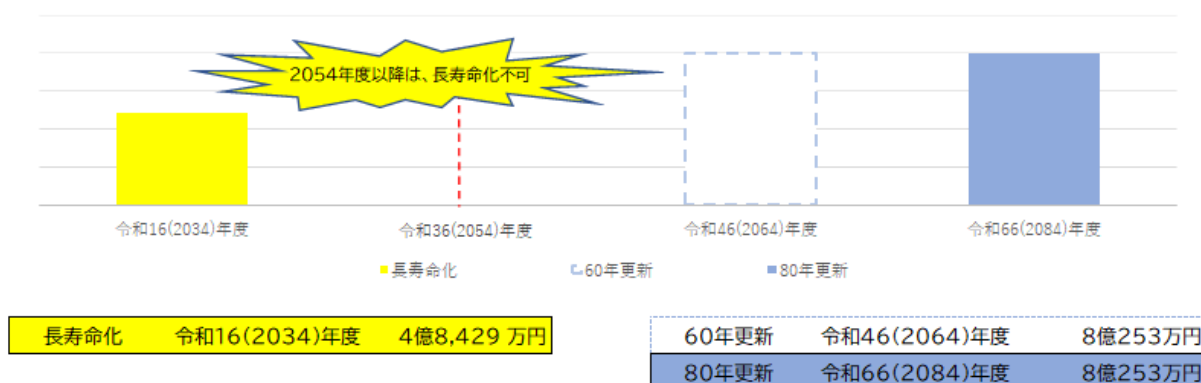 2054年度以降は、長寿命化不可
令和16(2034)年度 令和36(2054)年度 令和46(2064)年度 令和66(2084)年度
長寿命化 60年更新 80年更新
長寿命化 令和16(2034)年度 4億8,429 万円
60年更新 令和46(2064)年度 8億253万円
80年更新 令和66(2084)年度 8億253万円